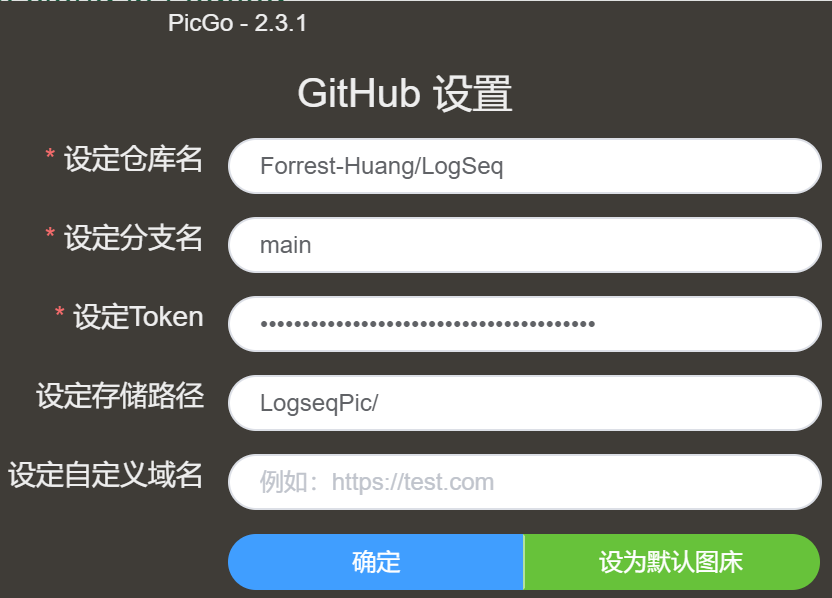 PicGo - 2.3.1
GitHub 设置
* 设定仓库名 Forrest-Huang/LogSeq
* 设定分支名 main
* 设定Token ••••••••••••••••••••••••••••••••••••••••
设定存储路径 LogseqPic/
设定自定义域名 例如：https://test.com
确定 设为默认图床